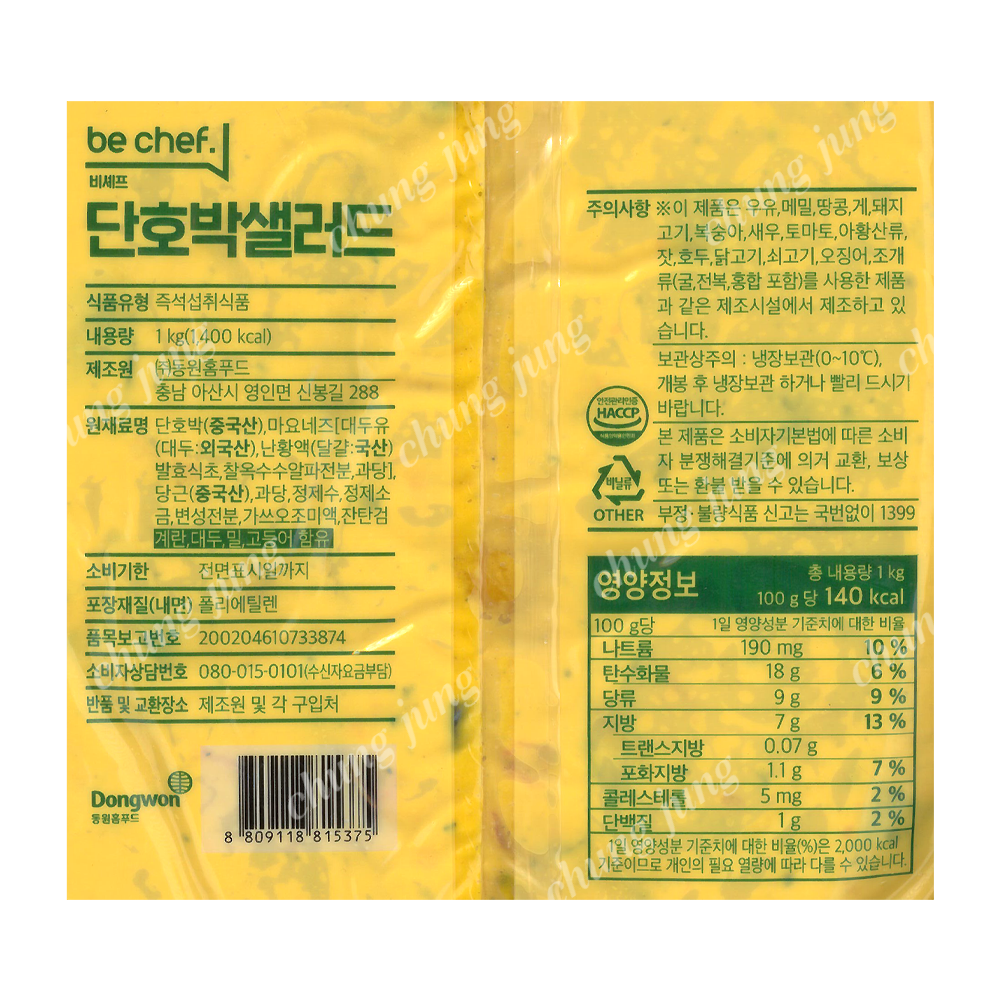 be chef.
비셰프
단호박샐러드
식품유형 즉석섭취식품
내용량 1 kg(1,400 kcal)
제조원 ㈜동원홈푸드
충남 아산시 영인면 신봉길 288
원재료명 단호박(중국산),마요네즈[대두유
(대두:외국산),난황액(달걀:국산)
발효식초,찰옥수수알파전분,과당],
당근(중국산),과당,정제수,정제소
금,변성전분,가쓰오조미액,잔탄검
계란,대두,밀,고등어 함유
소비기한 전면표시일까지
포장재질(내면) 폴리에틸렌
품목보고번호 200204610733874
소비자상담번호 080-015-0101(수신자요금부담)
반품 및 교환장소 제조원 및 각 구입처
Dongwon
동원홈푸드
8 809118 815375
주의사항 ※이 제품은 우유,메밀,땅콩,게,돼지
고기,복숭아,새우,토마토,아황산류,
잣,호두,닭고기,쇠고기,오징어,조개
류(굴,전복,홍합 포함)를 사용한 제품
과 같은 제조시설에서 제조하고 있
습니다.
보관상주의 : 냉장보관(0~10℃),
개봉 후 냉장보관 하거나 빨리 드시기
바랍니다.
안전관리인증
HACCP
본 제품은 소비자기본법에 따른 소비
자 분쟁해결기준에 의거 교환, 보상
또는 환불 받을 수 있습니다.
비닐류
OTHER
부정· 불량식품 신고는 국번없이 1399
영양정보
총 내용량 1 kg
100 g 당 140 kcal
100 g당 1일 영양성분 기준치에 대한 비율
나트륨 190 mg 10 %
탄수화물 18 g 6 %
당류 9 g 9 %
지방 7 g 13 %
트랜스지방 0.07 g
포화지방 1.1 g 7 %
콜레스테롤 5 mg 2 %
단백질 1 g 2 %
1일 영양성분 기준치에 대한 비율(%)은 2,000 kcal
기준이므로 개인의 필요 열량에 따라 다를 수 있습니다.
chung jung
chung jung
chung jung
chung jung
chung jung
chung jung
chung jung
chung jung
chung jung